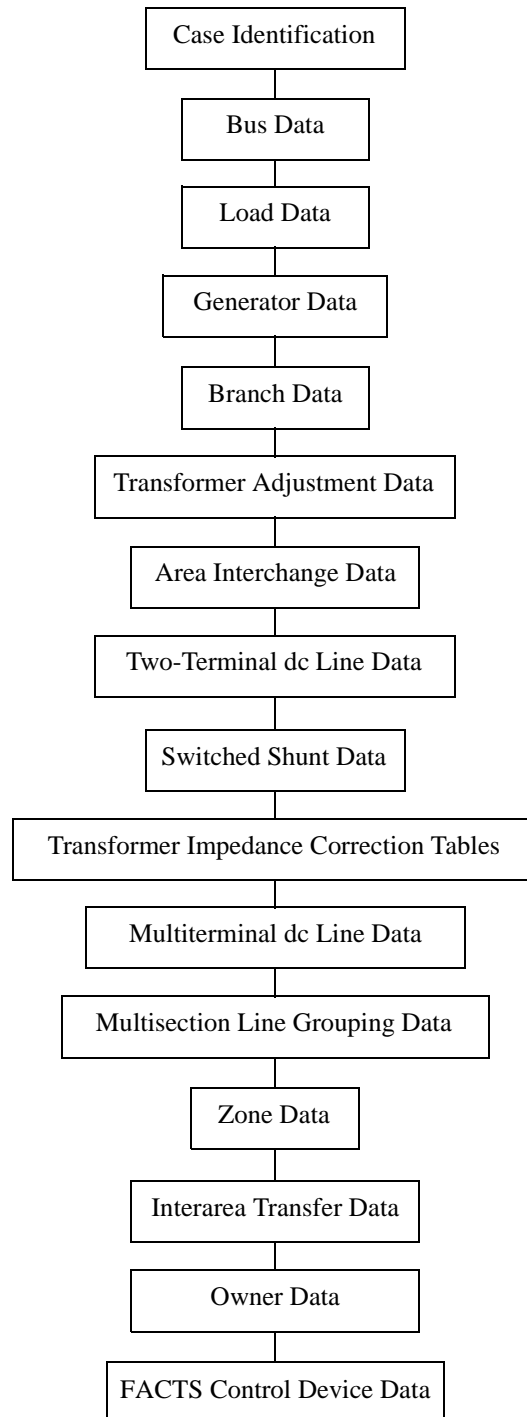 Case Identification
Bus Data
Load Data
Generator Data
Branch Data
Transformer Adjustment Data
Area Interchange Data
Two-Terminal dc Line Data
Switched Shunt Data
Transformer Impedance Correction Tables
Multiterminal dc Line Data
Multisection Line Grouping Data
Zone Data
Interarea Transfer Data
Owner Data
FACTS Control Device Data